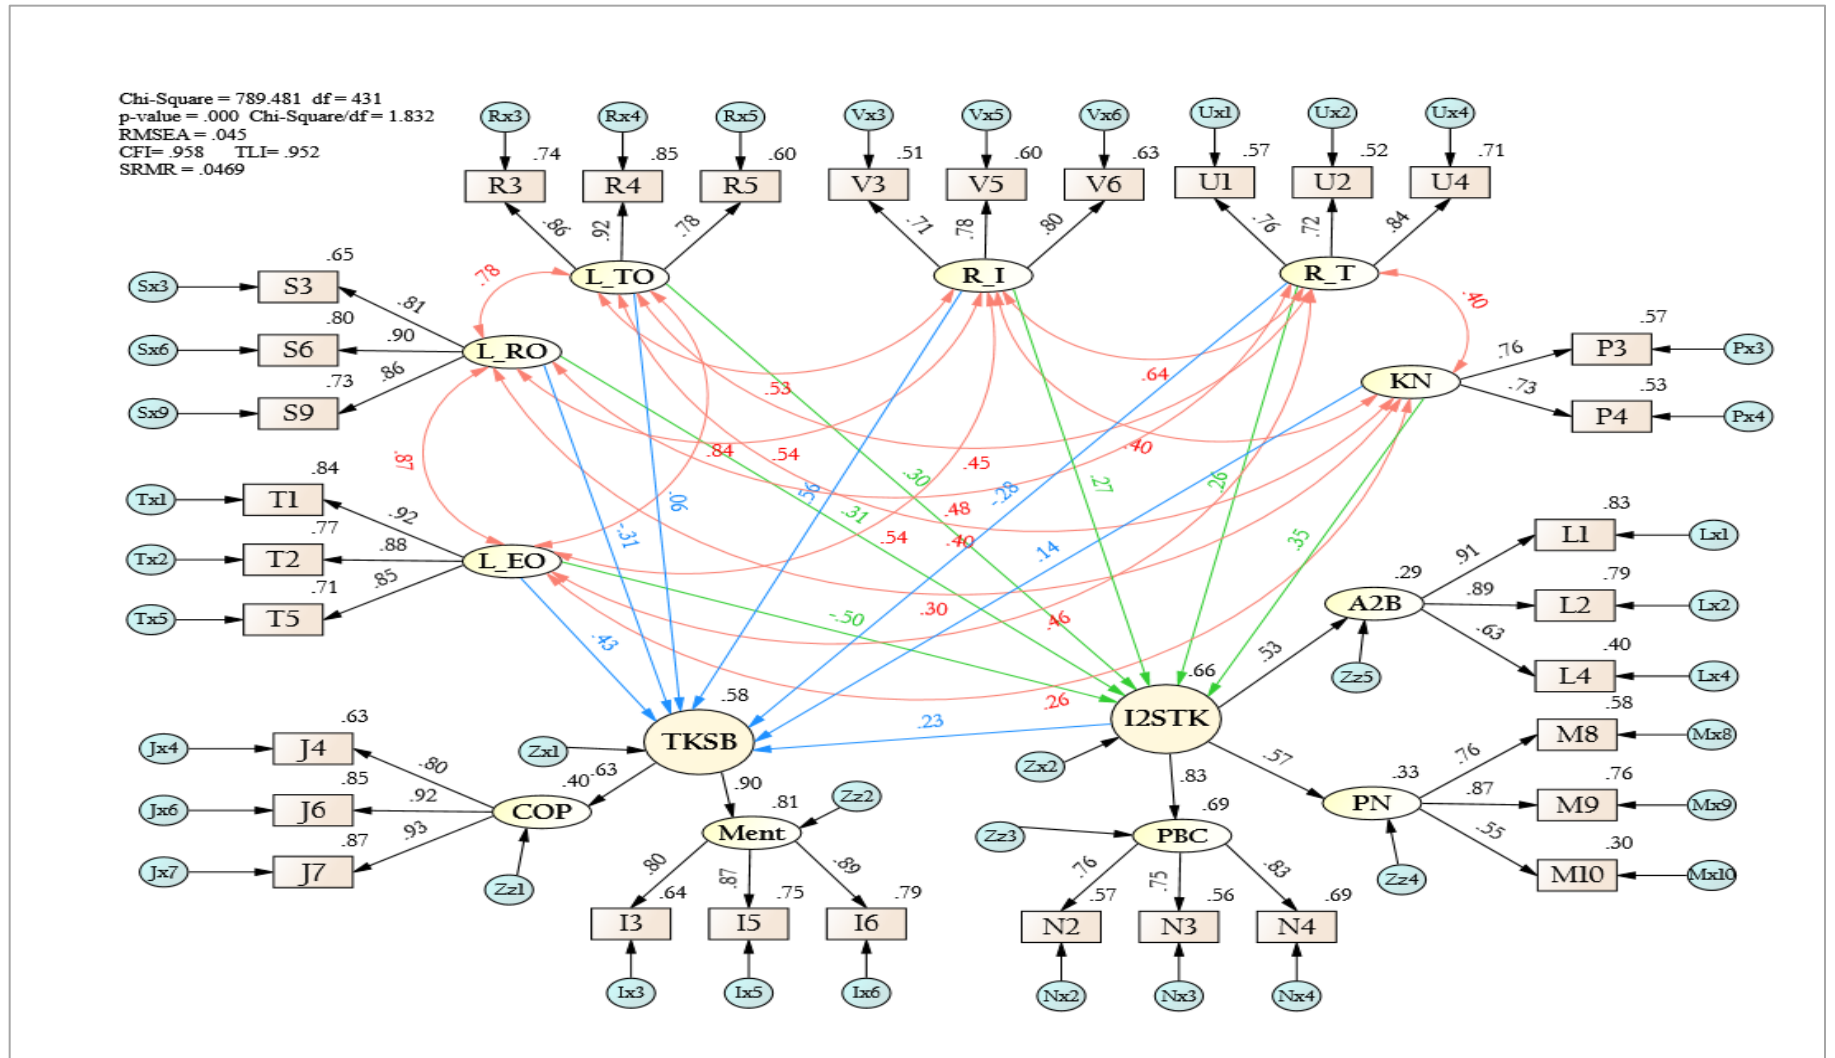 Chi-Square = 789.481 df = 431
p-value = .000 Chi-Square/df = 1.832
RMSEA = .045
CFI= .958 TLI= .952
SRMR = .0469
Rx3 Rx4 Rx5 Vx3 Vx5 Vx6 Ux1 Ux2 Ux4
.74 .85 .60 .51 .60 .63 .57 .52 .71
R3 R4 R5 V3 V5 V6 U1 U2 U4
.86 .92 .78 .71 .78 .80 .76 .72 .84
L_TO R_I R_T
.78 .40
.65
Sx3 S3 .81
.80
Sx6 S6 .90 L_RO
.73
Sx9 S9 .86
.57
.76 P3 Px3
KN
.53
.73 P4 Px4
.53 .64
.87 .84 .54 .45 .40
.30 .27 .26
.56 -.28
.06 .31 .48
-.31 .54 .40 .14 .35
.84
Tx1 T1 .92
.77
Tx2 T2 .88 L_EO
.71
Tx5 T5 .85
.43 -.50 .30 .46
.26
.83
.91 L1 Lx1
.29 .79
A2B .89 L2 Lx2
.40
.63 L4 Lx4
.53 Zz5
.58 .66
TKSB .23 I2STK
Zx1 Zx2
.58
.76 M8 Mx8
.57 .33 .76
PN .87 M9 Mx9
.30
.55 M10 Mx10
Zz4
.63
Jx4 J4 .80
.85
Jx6 J6 .92 COP .40 .63
.87
Jx7 J7 .93
Zz1
.90 .81 Zz2
Ment
.80 .87 .89
.64 .75 .79
I3 I5 I6
Ix3 Ix5 Ix6
.83 .69
Zz3 PBC
.76 .75 .83
.57 .56 .69
N2 N3 N4
Nx2 Nx3 Nx4